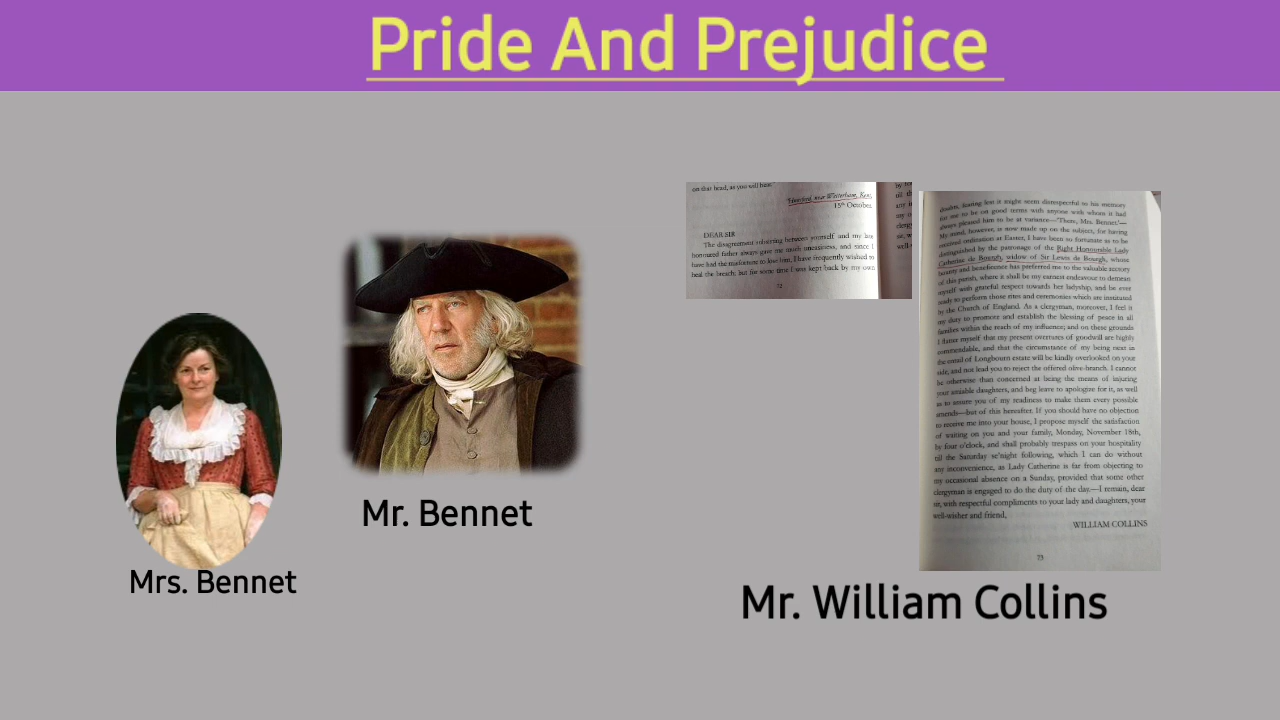 Pride And Prejudice
on that head, as you will hear.'
'Hunsford, near Westerham, Kent,
15th October.
DEAR SIR
The disagreement subsisting between yourself and my late
honoured father always gave me much uneasiness, and since I
have had the misfortune to lose him, I have frequently wished to
heal the breach; but for some time I was kept back by my own
72
doubts, fearing lest it might seem disrespectful to his memory
for me to be on good terms with anyone with whom it had
always pleased him to be at variance—'There, Mrs. Bennet.'—
My mind, however, is now made up on the subject, for having
received ordination at Easter, I have been so fortunate as to be
distinguished by the patronage of the Right Honourable Lady
Catherine de Bourgh, widow of Sir Lewis de Bourgh, whose
bounty and beneficence has preferred me to the valuable rectory
of this parish, where it shall be my earnest endeavour to demean
myself with grateful respect towards her ladyship, and be ever
ready to perform those rites and ceremonies which are instituted
by the Church of England. As a clergyman, moreover, I feel it
my duty to promote and establish the blessing of peace in all
families within the reach of my influence; and on these grounds
I flatter myself that my present overtures of goodwill are highly
commendable, and that the circumstance of my being next in
the entail of Longbourn estate will be kindly overlooked on your
side, and not lead you to reject the offered olive-branch. I cannot
be otherwise than concerned at being the means of injuring
your amiable daughters, and beg leave to apologize for it, as well
as to assure you of my readiness to make them every possible
amends—but of this hereafter. If you should have no objection
to receive me into your house, I propose myself the satisfaction
of waiting on you and your family, Monday, November 18th,
by four o'clock, and shall probably trespass on your hospitality
till the Saturday se'night following, which I can do without
any inconvenience, as Lady Catherine is far from objecting to
my occasional absence on a Sunday, provided that some other
clergyman is engaged to do the duty of the day.—I remain, dear
sir, with respectful compliments to your lady and daughters, your
well-wisher and friend,
WILLIAM COLLINS
73
Mr. Bennet
Mrs. Bennet
Mr. William Collins